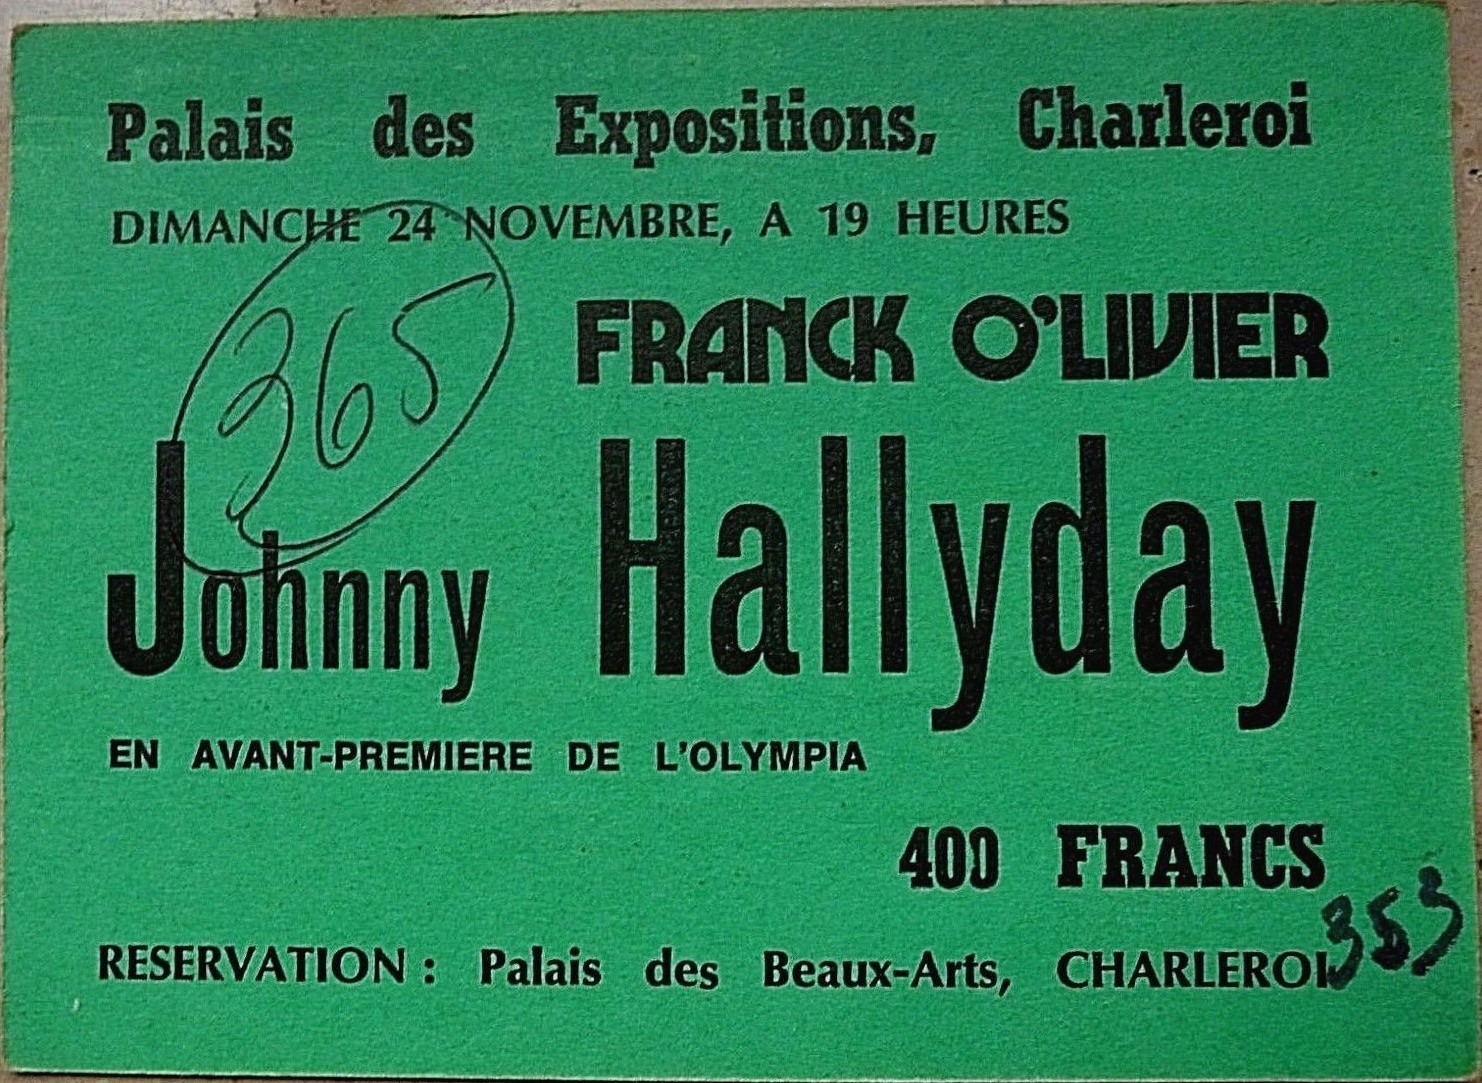 Palais des Expositions, Charleroi
DIMANCHE 24 NOVEMBRE, A 19 HEURES
365
FRANCK O'LIVIER
Johnny Hallyday
EN AVANT-PREMIERE DE L'OLYMPIA
400 FRANCS
353
RESERVATION : Palais des Beaux-Arts, CHARLEROI